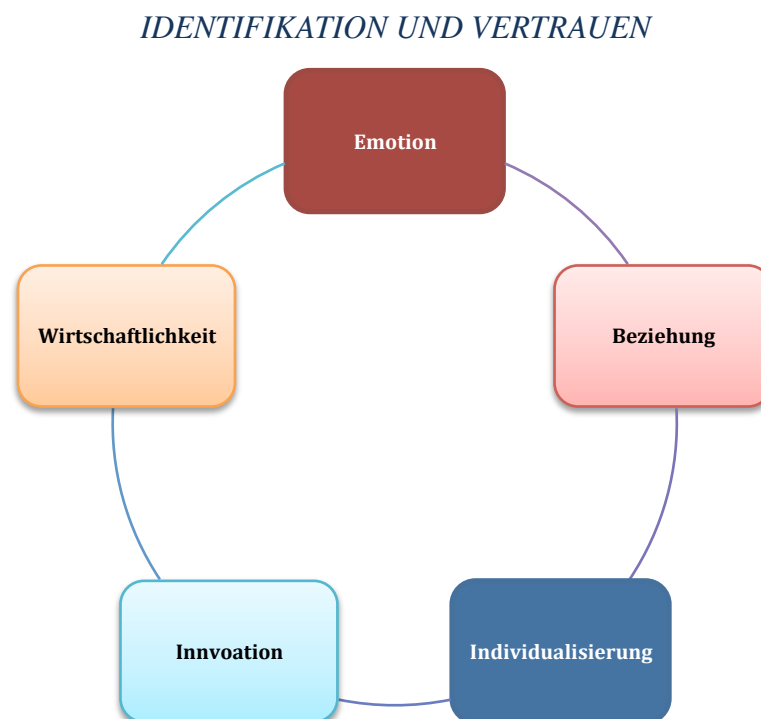 IDENTIFIKATION UND VERTRAUEN
Emotion
Wirtschaftlichkeit
Beziehung
Innvoation
Individualisierung